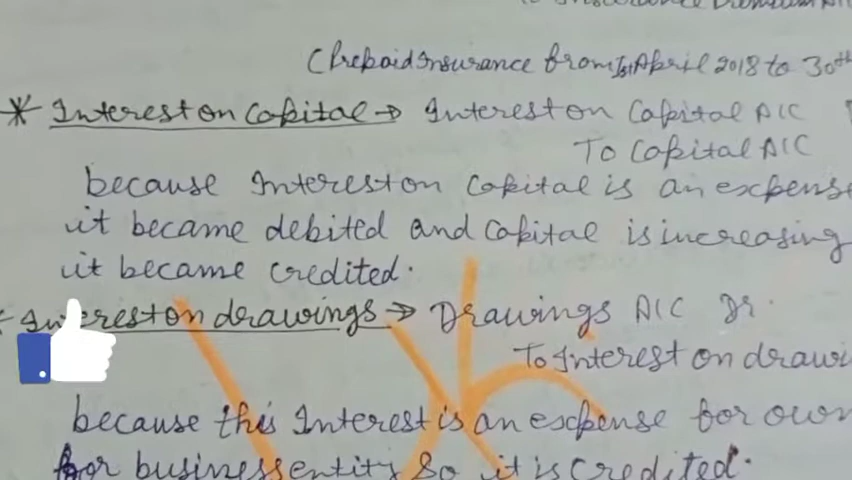 (Prepaid Insurance from 1st April 2018 to 30th
* Interest on Capital → Interest on Capital A/C
To Capital A/C
because Interest on Capital is an expense
it became debited and Capital is increasing
it became credited.
* Interest on drawings → Drawings A/C Dr.
To Interest on drawi
because this Interest is an expense for own
for business entity So it is credited.